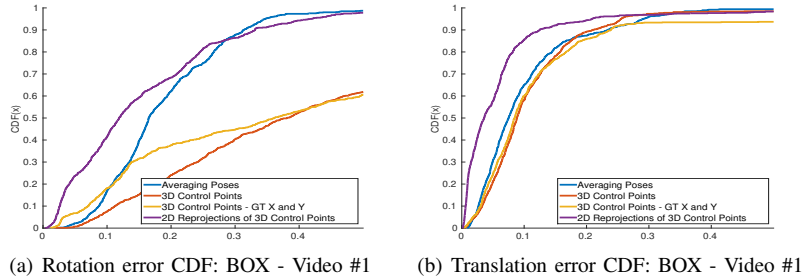 1
0.9
0.8
0.7
0.6
0.5
0.4
0.3
0.2
0.1
0
CDF(x)
0 0.1 0.2 0.3 0.4
Averaging Poses
3D Control Points
3D Control Points - GT X and Y
2D Reprojections of 3D Control Points
(a) Rotation error CDF: BOX - Video #1
1
0.9
0.8
0.7
0.6
0.5
0.4
0.3
0.2
0.1
0
CDF(x)
0 0.1 0.2 0.3 0.4
Averaging Poses
3D Control Points
3D Control Points - GT X and Y
2D Reprojections of 3D Control Points
(b) Translation error CDF: BOX - Video #1